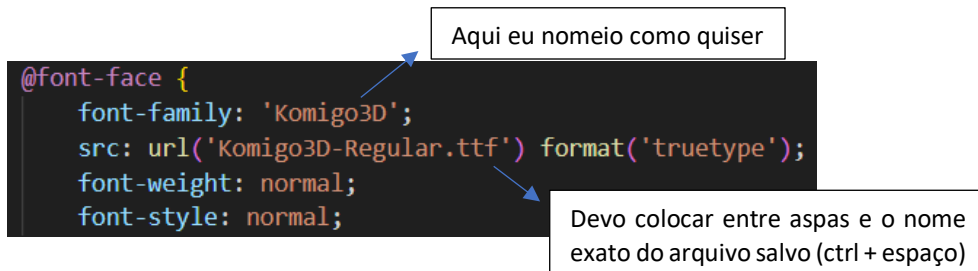 Aqui eu nomeio como quiser
@font-face {
font-family: 'Komigo3D';
src: url('Komigo3D-Regular.ttf') format('truetype');
font-weight: normal;
font-style: normal;
Devo colocar entre aspas e o nome
exato do arquivo salvo (ctrl + espaço)